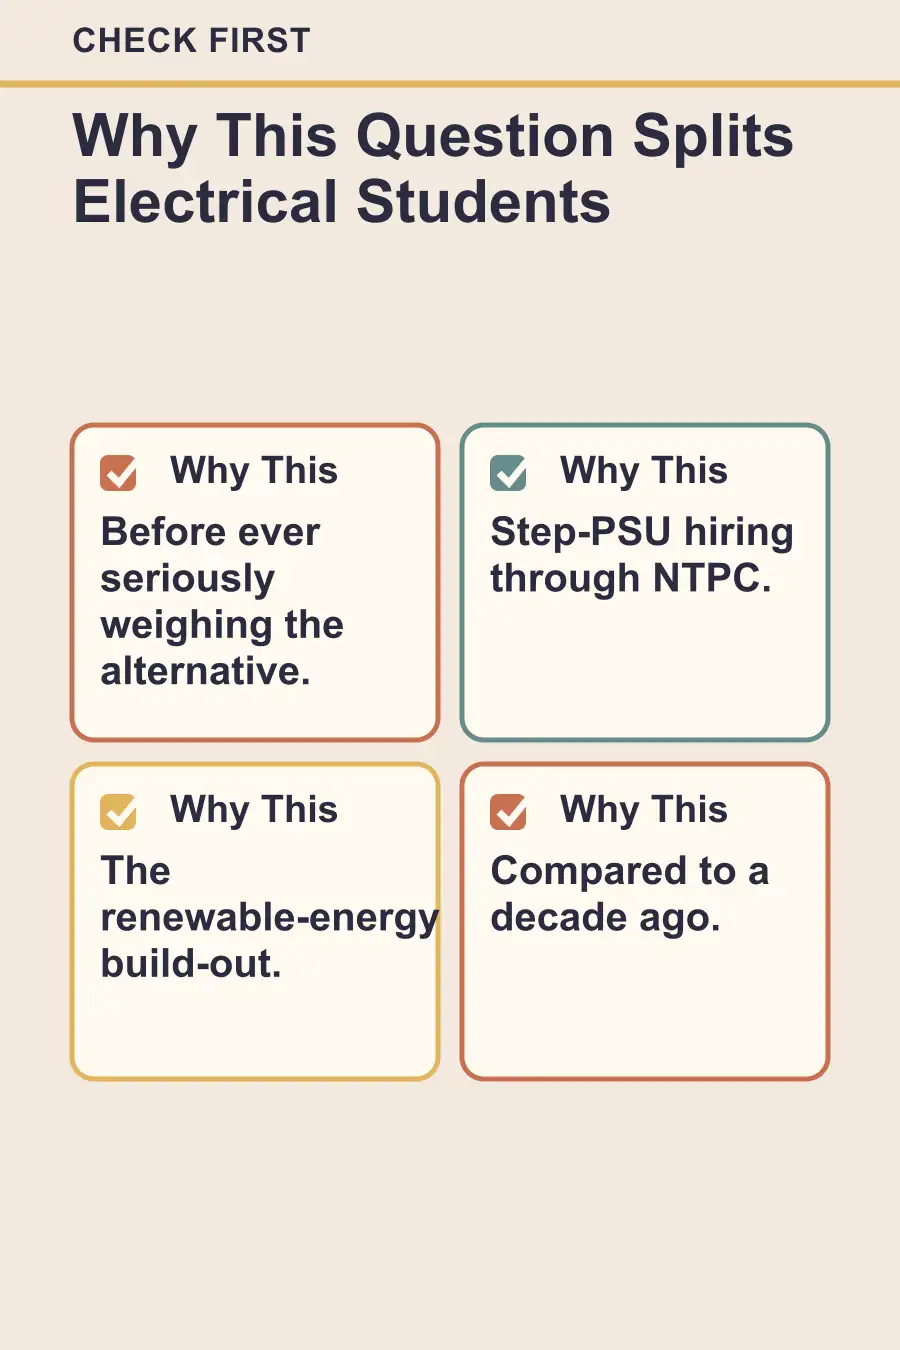 CHECK FIRST
Why This Question Splits
Electrical Students
Why This
Before ever
seriously
weighing the
alternative.
Why This
Step-PSU hiring
through NTPC.
Why This
The
renewable-energy
build-out.
Why This
Compared to a
decade ago.